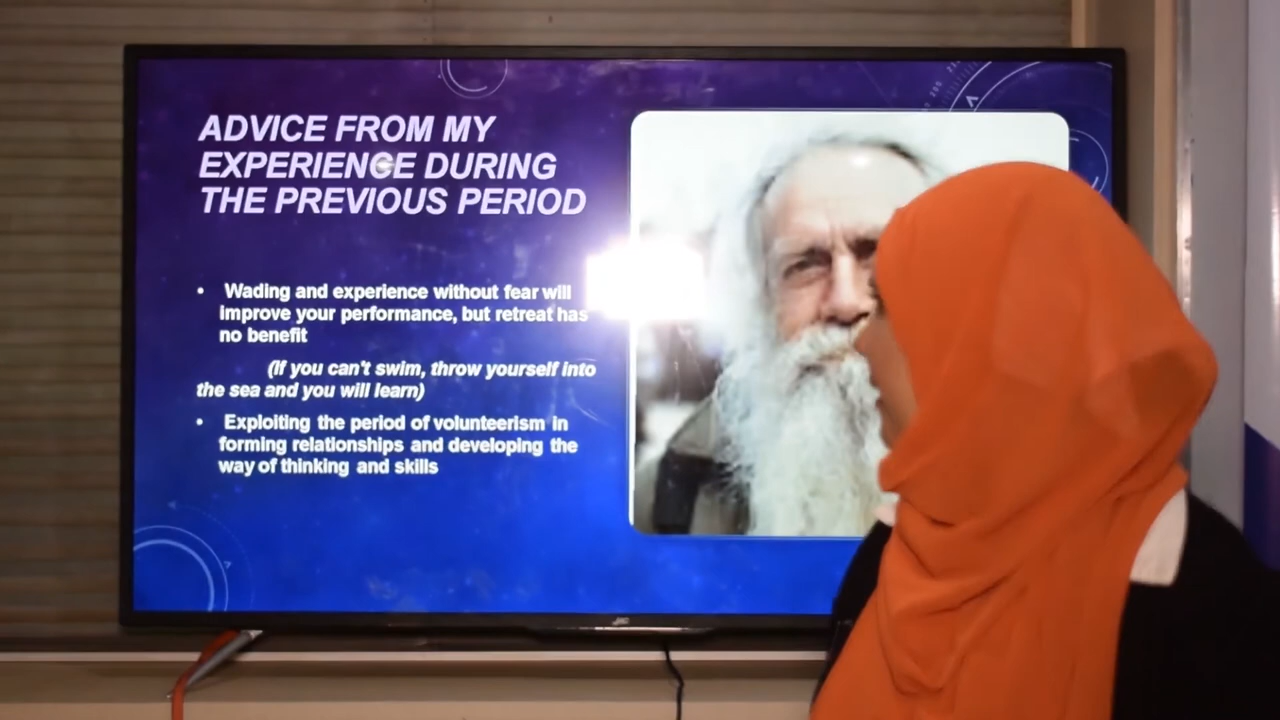 ADVICE FROM MY
EXPERIENCE DURING
THE PREVIOUS PERIOD
• Wading and experience without fear will
improve your performance, but retreat has
no benefit
(If you can't swim, throw yourself into
the sea and you will learn)
• Exploiting the period of volunteerism in
forming relationships and developing the
way of thinking and skills